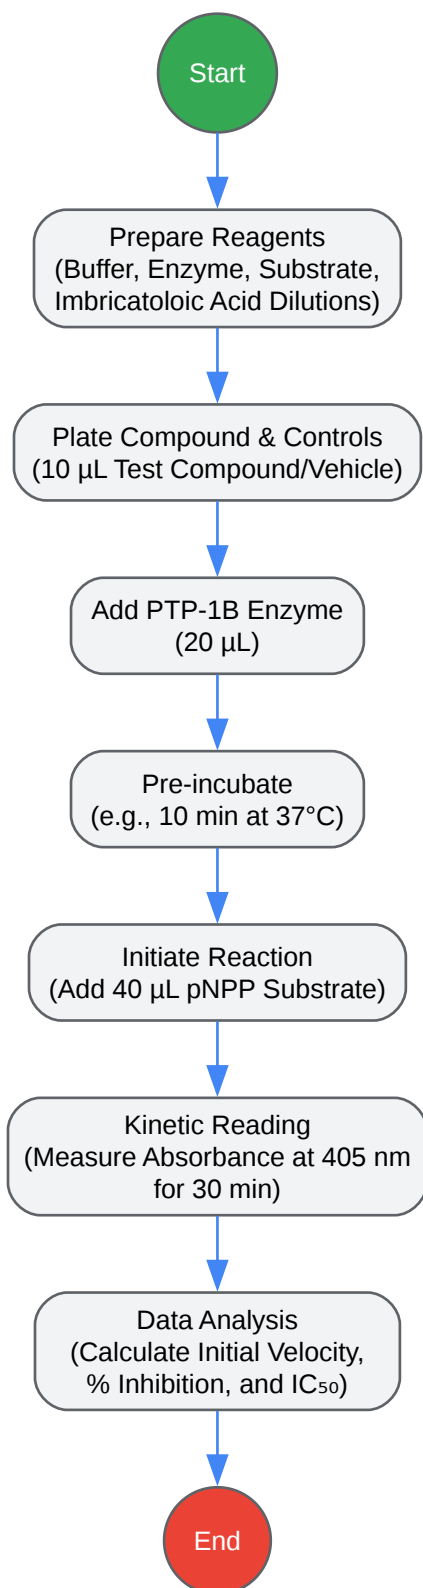 Start
Prepare Reagents
(Buffer, Enzyme, Substrate,
Imbricatoloic Acid Dilutions)
Plate Compound & Controls
(10 µL Test Compound/Vehicle)
Add PTP-1B Enzyme
(20 µL)
Pre-incubate
(e.g., 10 min at 37°C)
Initiate Reaction
(Add 40 µL pNPP Substrate)
Kinetic Reading
(Measure Absorbance at 405 nm
for 30 min)
Data Analysis
(Calculate Initial Velocity,
% Inhibition, and IC₅₀)
End